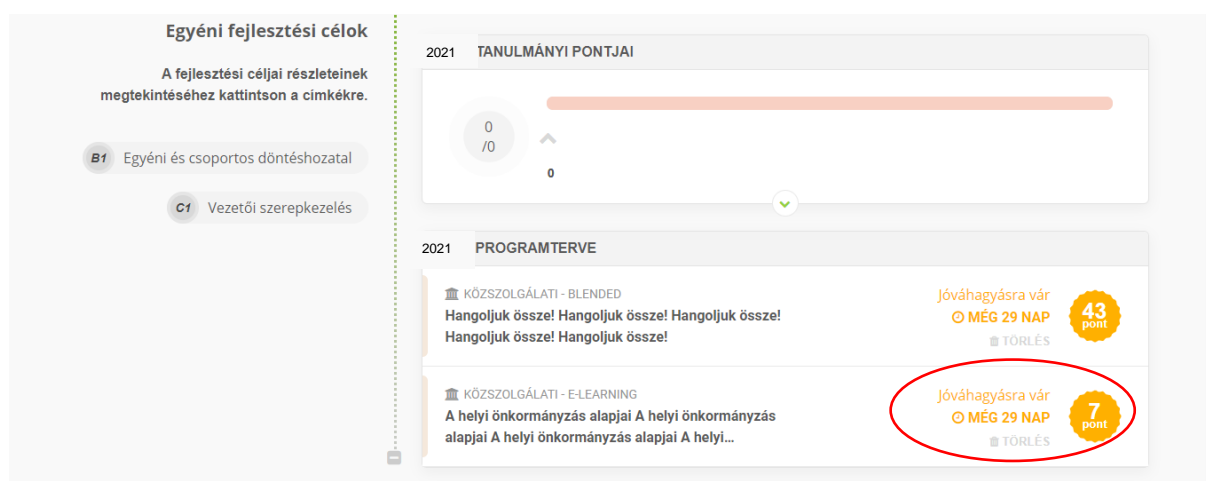 Egyéni fejlesztési célok
A fejlesztési céljai részleteinek
megtekintéséhez kattintson a címkékre.
B1 Egyéni és csoportos döntéshozatal
C1 Vezetői szerepkezelés
2021 TANULMÁNYI PONTJAI
0
/0
0
2021 PROGRAMTERVE
KÖZSZOLGÁLATI - BLENDED
Hangoljuk össze! Hangoljuk össze! Hangoljuk össze!
Hangoljuk össze! Hangoljuk össze!
Jóváhagyásra vár
MÉG 29 NAP
TÖRLÉS
43
pont
KÖZSZOLGÁLATI - E-LEARNING
A helyi önkormányzás alapjai A helyi önkormányzás
alapjai A helyi önkormányzás alapjai A helyi...
Jóváhagyásra vár
MÉG 29 NAP
TÖRLÉS
7
pont